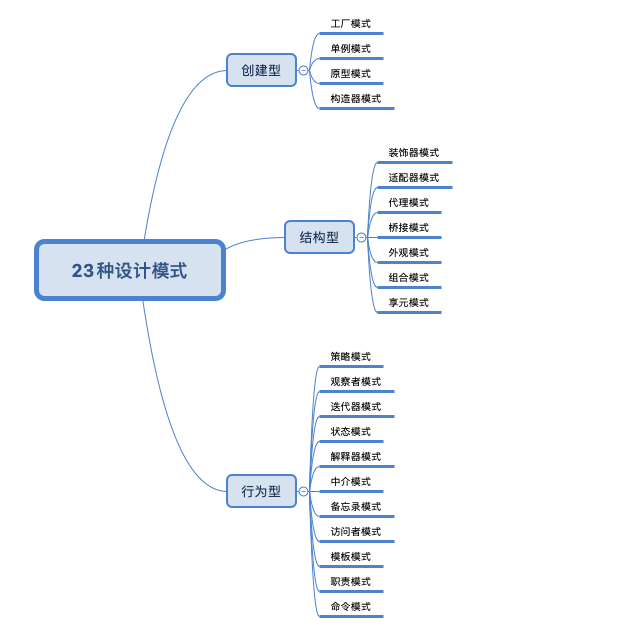 23种设计模式
创建型
工厂模式
单例模式
原型模式
构造器模式
结构型
装饰器模式
适配器模式
代理模式
桥接模式
外观模式
组合模式
享元模式
行为型
策略模式
观察者模式
迭代器模式
状态模式
解释器模式
中介模式
备忘录模式
访问者模式
模板模式
职责模式
命令模式